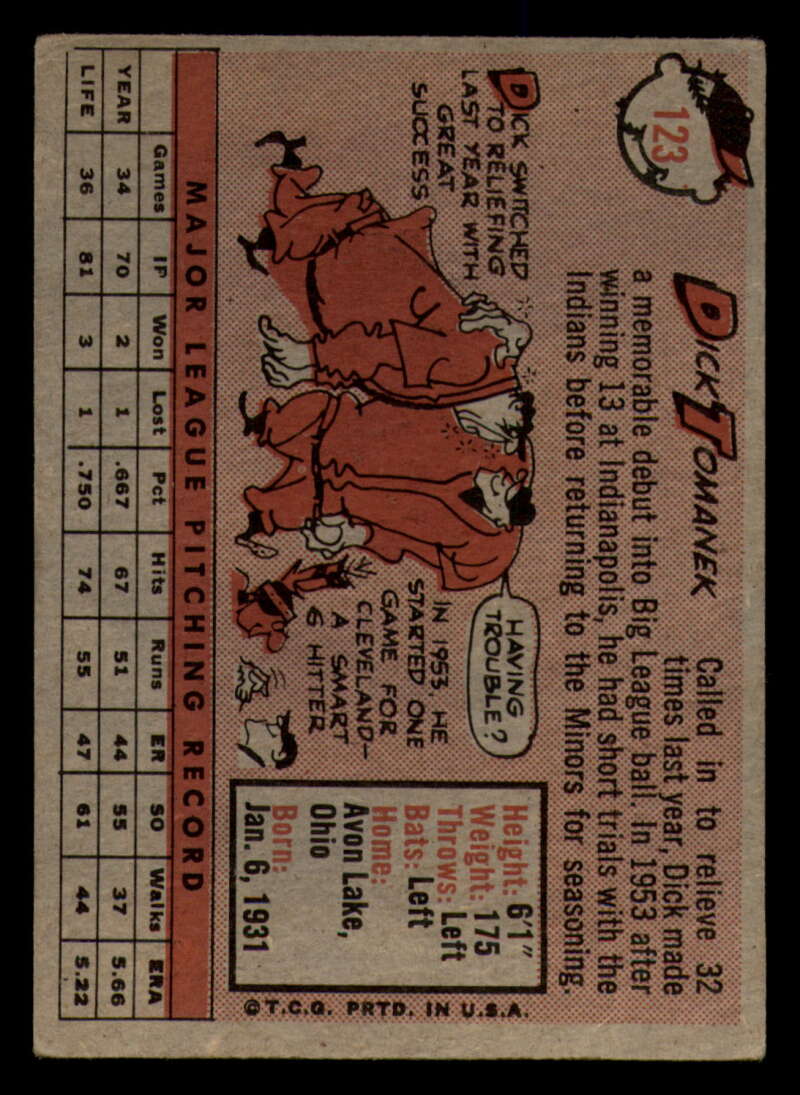 123
DICK TOMANEK
Called in to relieve 32
times last year, Dick made
a memorable debut into Big League ball. In 1953 after
winning 13 at Indianapolis, he had short trials with the
Indians before returning to the Minors for seasoning.
DICK SWITCHED
TO RELIEFING
LAST YEAR WITH
GREAT
SUCCESS
HAVING
TROUBLE?
IN 1953, HE
STARTED ONE
GAME FOR
CLEVELAND-
A SMART
6 HITTER
Height: 6'1"
Weight: 175
Throws: Left
Bats: Left
Home:
Avon Lake,
Ohio
Born:
Jan. 6, 1931
©T.C.G. PRTD. IN U.S.A.
MAJOR LEAGUE PITCHING RECORD
Games IP Won Lost Pct Hits Runs ER SO Walks ERA
YEAR 34 70 2 1 .667 67 51 44 55 37 5.66
LIFE 36 81 3 1 .750 74 55 47 61 44 5.22